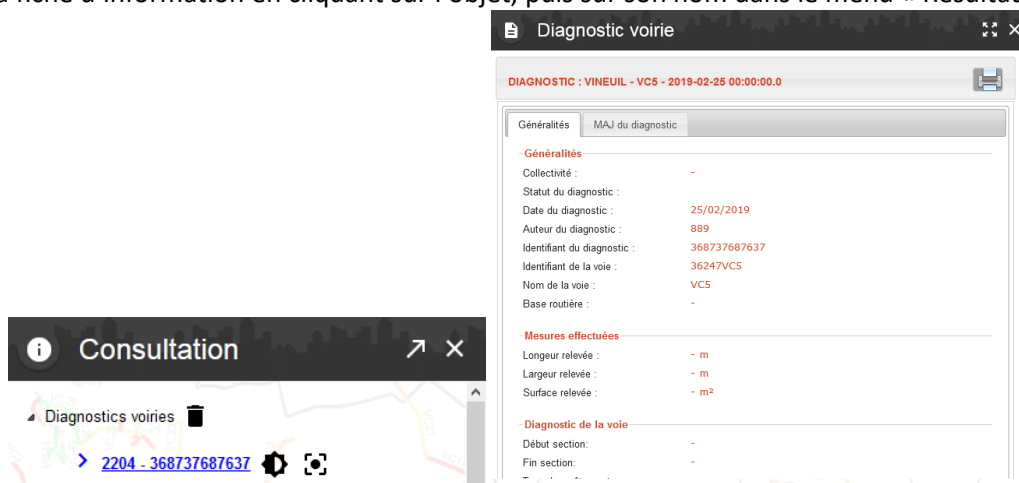 fiche d'information en cliquant sur l'objet, puis sur son nom dans le menu « Résultat
Diagnostic voirie
DIAGNOSTIC : VINEUIL - VC5 - 2019-02-25 00:00:00.0
Généralités MAJ du diagnostic
Généralités
Collectivité : -
Statut du diagnostic :
Date du diagnostic : 25/02/2019
Auteur du diagnostic : 889
Identifiant du diagnostic : 368737687637
Identifiant de la voie : 36247VC5
Nom de la voie : VC5
Base routière : -
Mesures effectuées
Longeur relevée : - m
Largeur relevée : - m
Surface relevée : - m²
Diagnostic de la voie
Début section: -
Fin section: -
Consultation
Diagnostics voiries
2204 - 368737687637